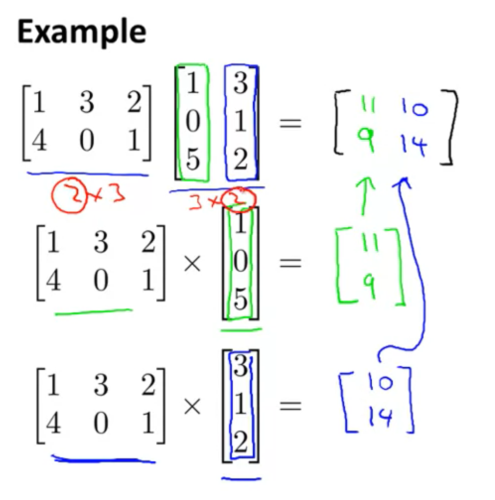 Example
[1 3 2; 4 0 1] [1 3; 0 1; 5 2] = [11 10; 9 14]
2 × 3 3 × 2
[1 3 2; 4 0 1] × [1; 0; 5] = [11; 9]
[1 3 2; 4 0 1] × [3; 1; 2] = [10; 14]